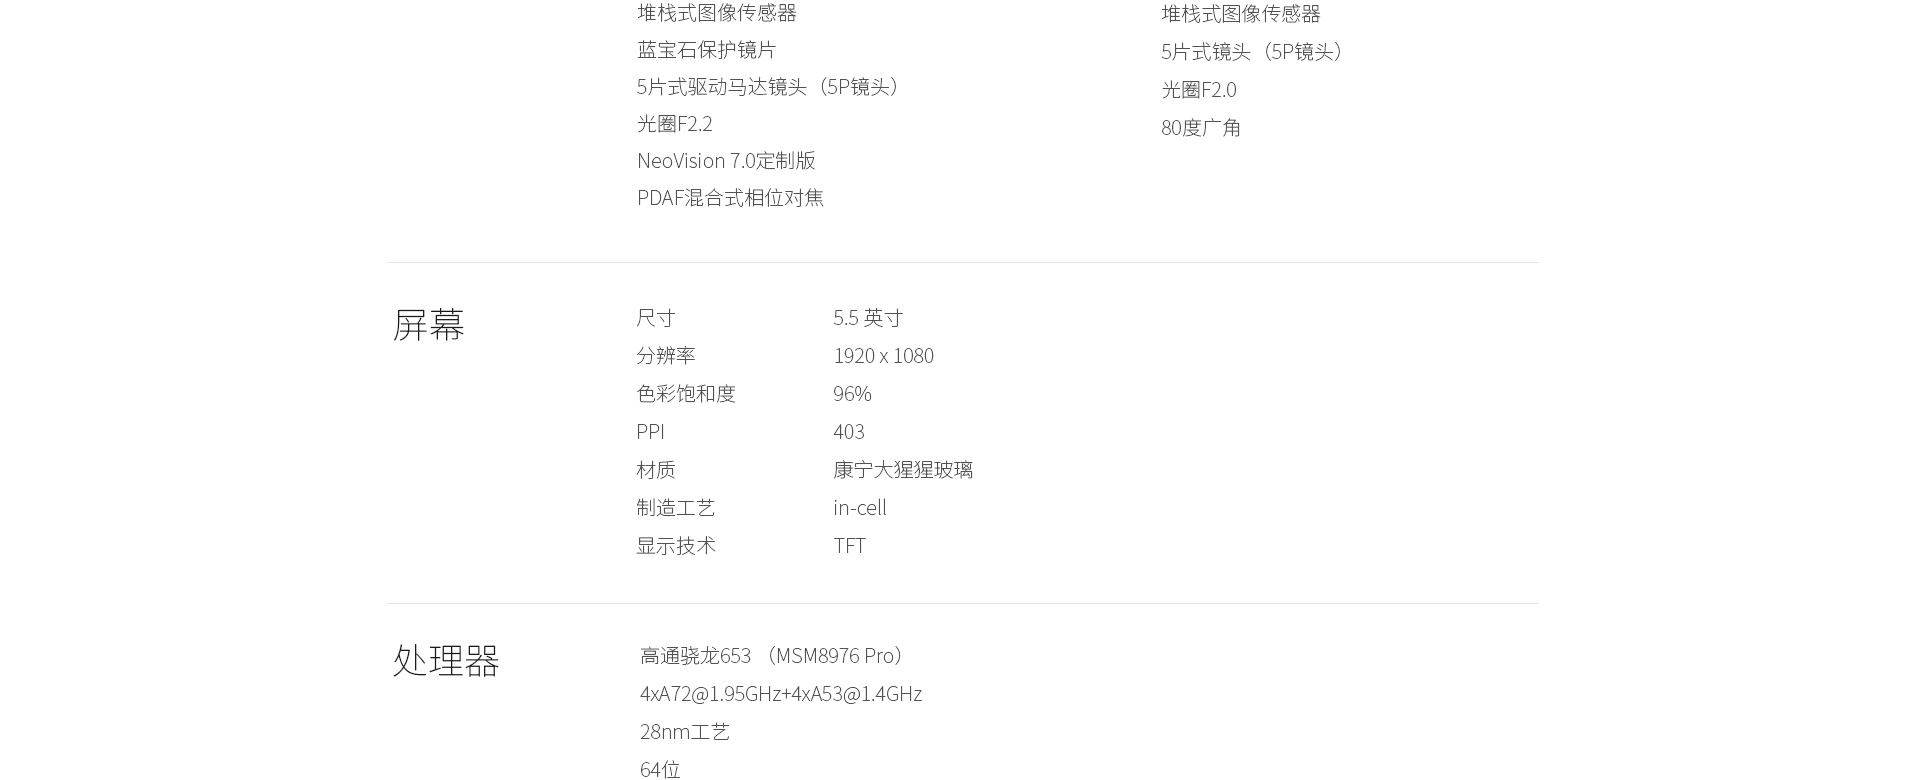 堆栈式图像传感器
蓝宝石保护镜片
5片式驱动马达镜头（5P镜头）
光圈F2.2
NeoVision 7.0定制版
PDAF混合式相位对焦
堆栈式图像传感器
5片式镜头（5P镜头）
光圈F2.0
80度广角
屏幕
尺寸 5.5 英寸
分辨率 1920 x 1080
色彩饱和度 96%
PPI 403
材质 康宁大猩猩玻璃
制造工艺 in-cell
显示技术 TFT
处理器
高通骁龙653 （MSM8976 Pro）
4xA72@1.95GHz+4xA53@1.4GHz
28nm工艺
64位